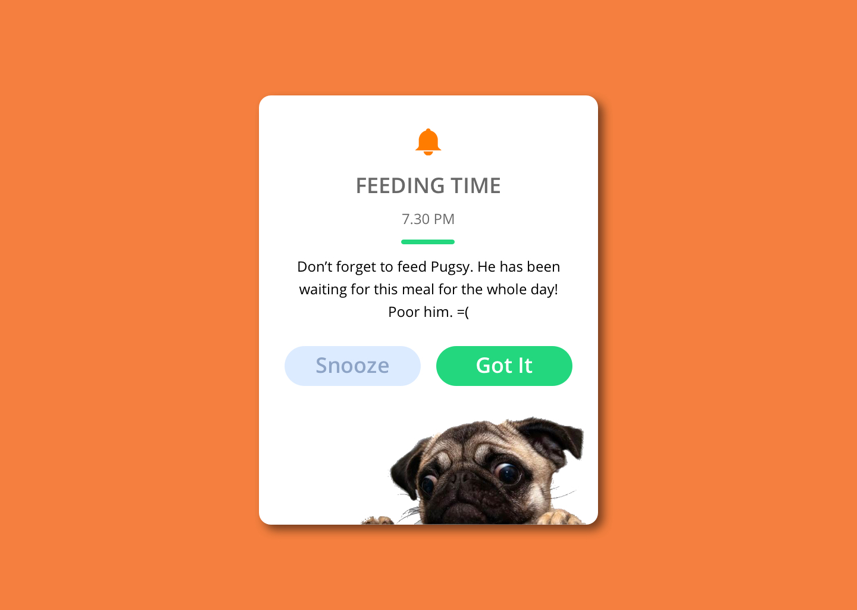 FEEDING TIME
7.30 PM
Don’t forget to feed Pugsy. He has been
waiting for this meal for the whole day!
Poor him. =(
Snooze
Got It